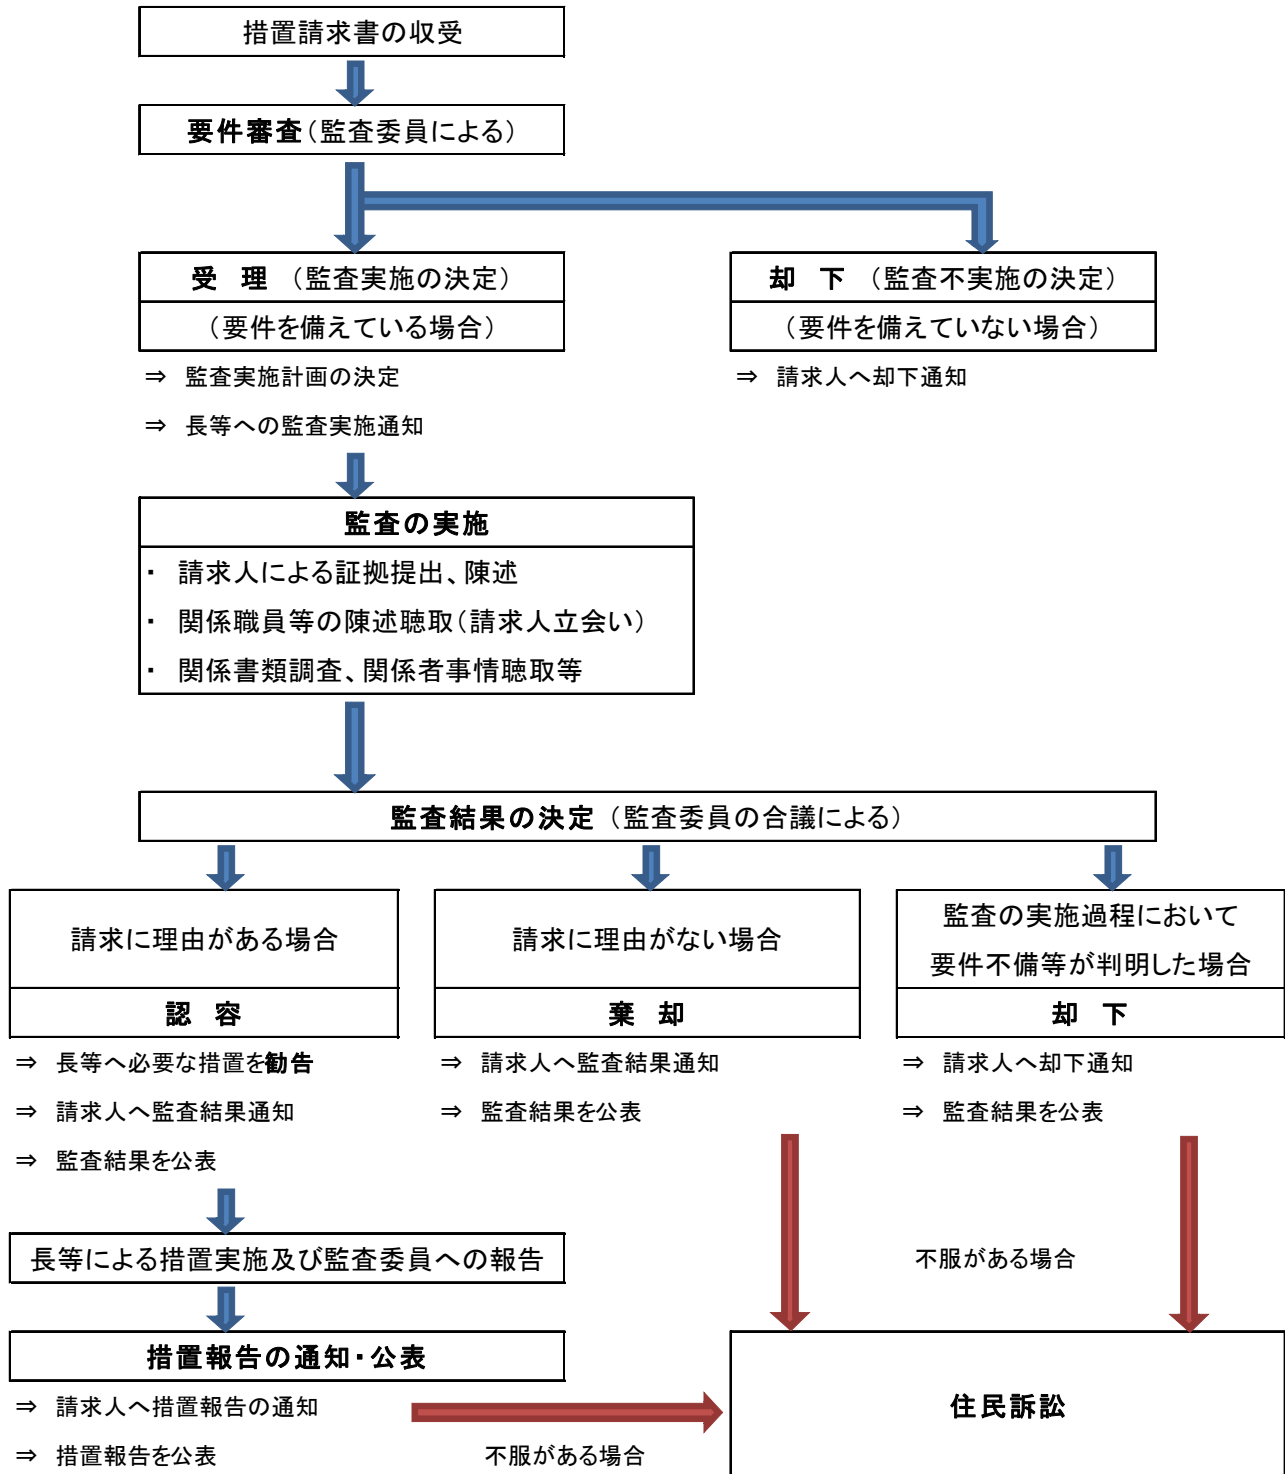 措置請求書の収受
要件審査（監査委員による）
受　理　（監査実施の決定）
（要件を備えている場合）
⇒　監査実施計画の決定
⇒　長等への監査実施通知
却　下　（監査不実施の決定）
（要件を備えていない場合）
⇒　請求人へ却下通知
監査の実施
・　請求人による証拠提出、陳述
・　関係職員等の陳述聴取（請求人立会い）
・　関係書類調査、関係者事情聴取等
監査結果の決定　（監査委員の合議による）
請求に理由がある場合
認　容
⇒　長等へ必要な措置を勧告
⇒　請求人へ監査結果通知
⇒　監査結果を公表
請求に理由がない場合
棄　却
⇒　請求人へ監査結果通知
⇒　監査結果を公表
監査の実施過程において
要件不備等が判明した場合
却　下
⇒　請求人へ却下通知
⇒　監査結果を公表
長等による措置実施及び監査委員への報告
不服がある場合
措置報告の通知・公表
⇒　請求人へ措置報告の通知
⇒　措置報告を公表
不服がある場合
住民訴訟